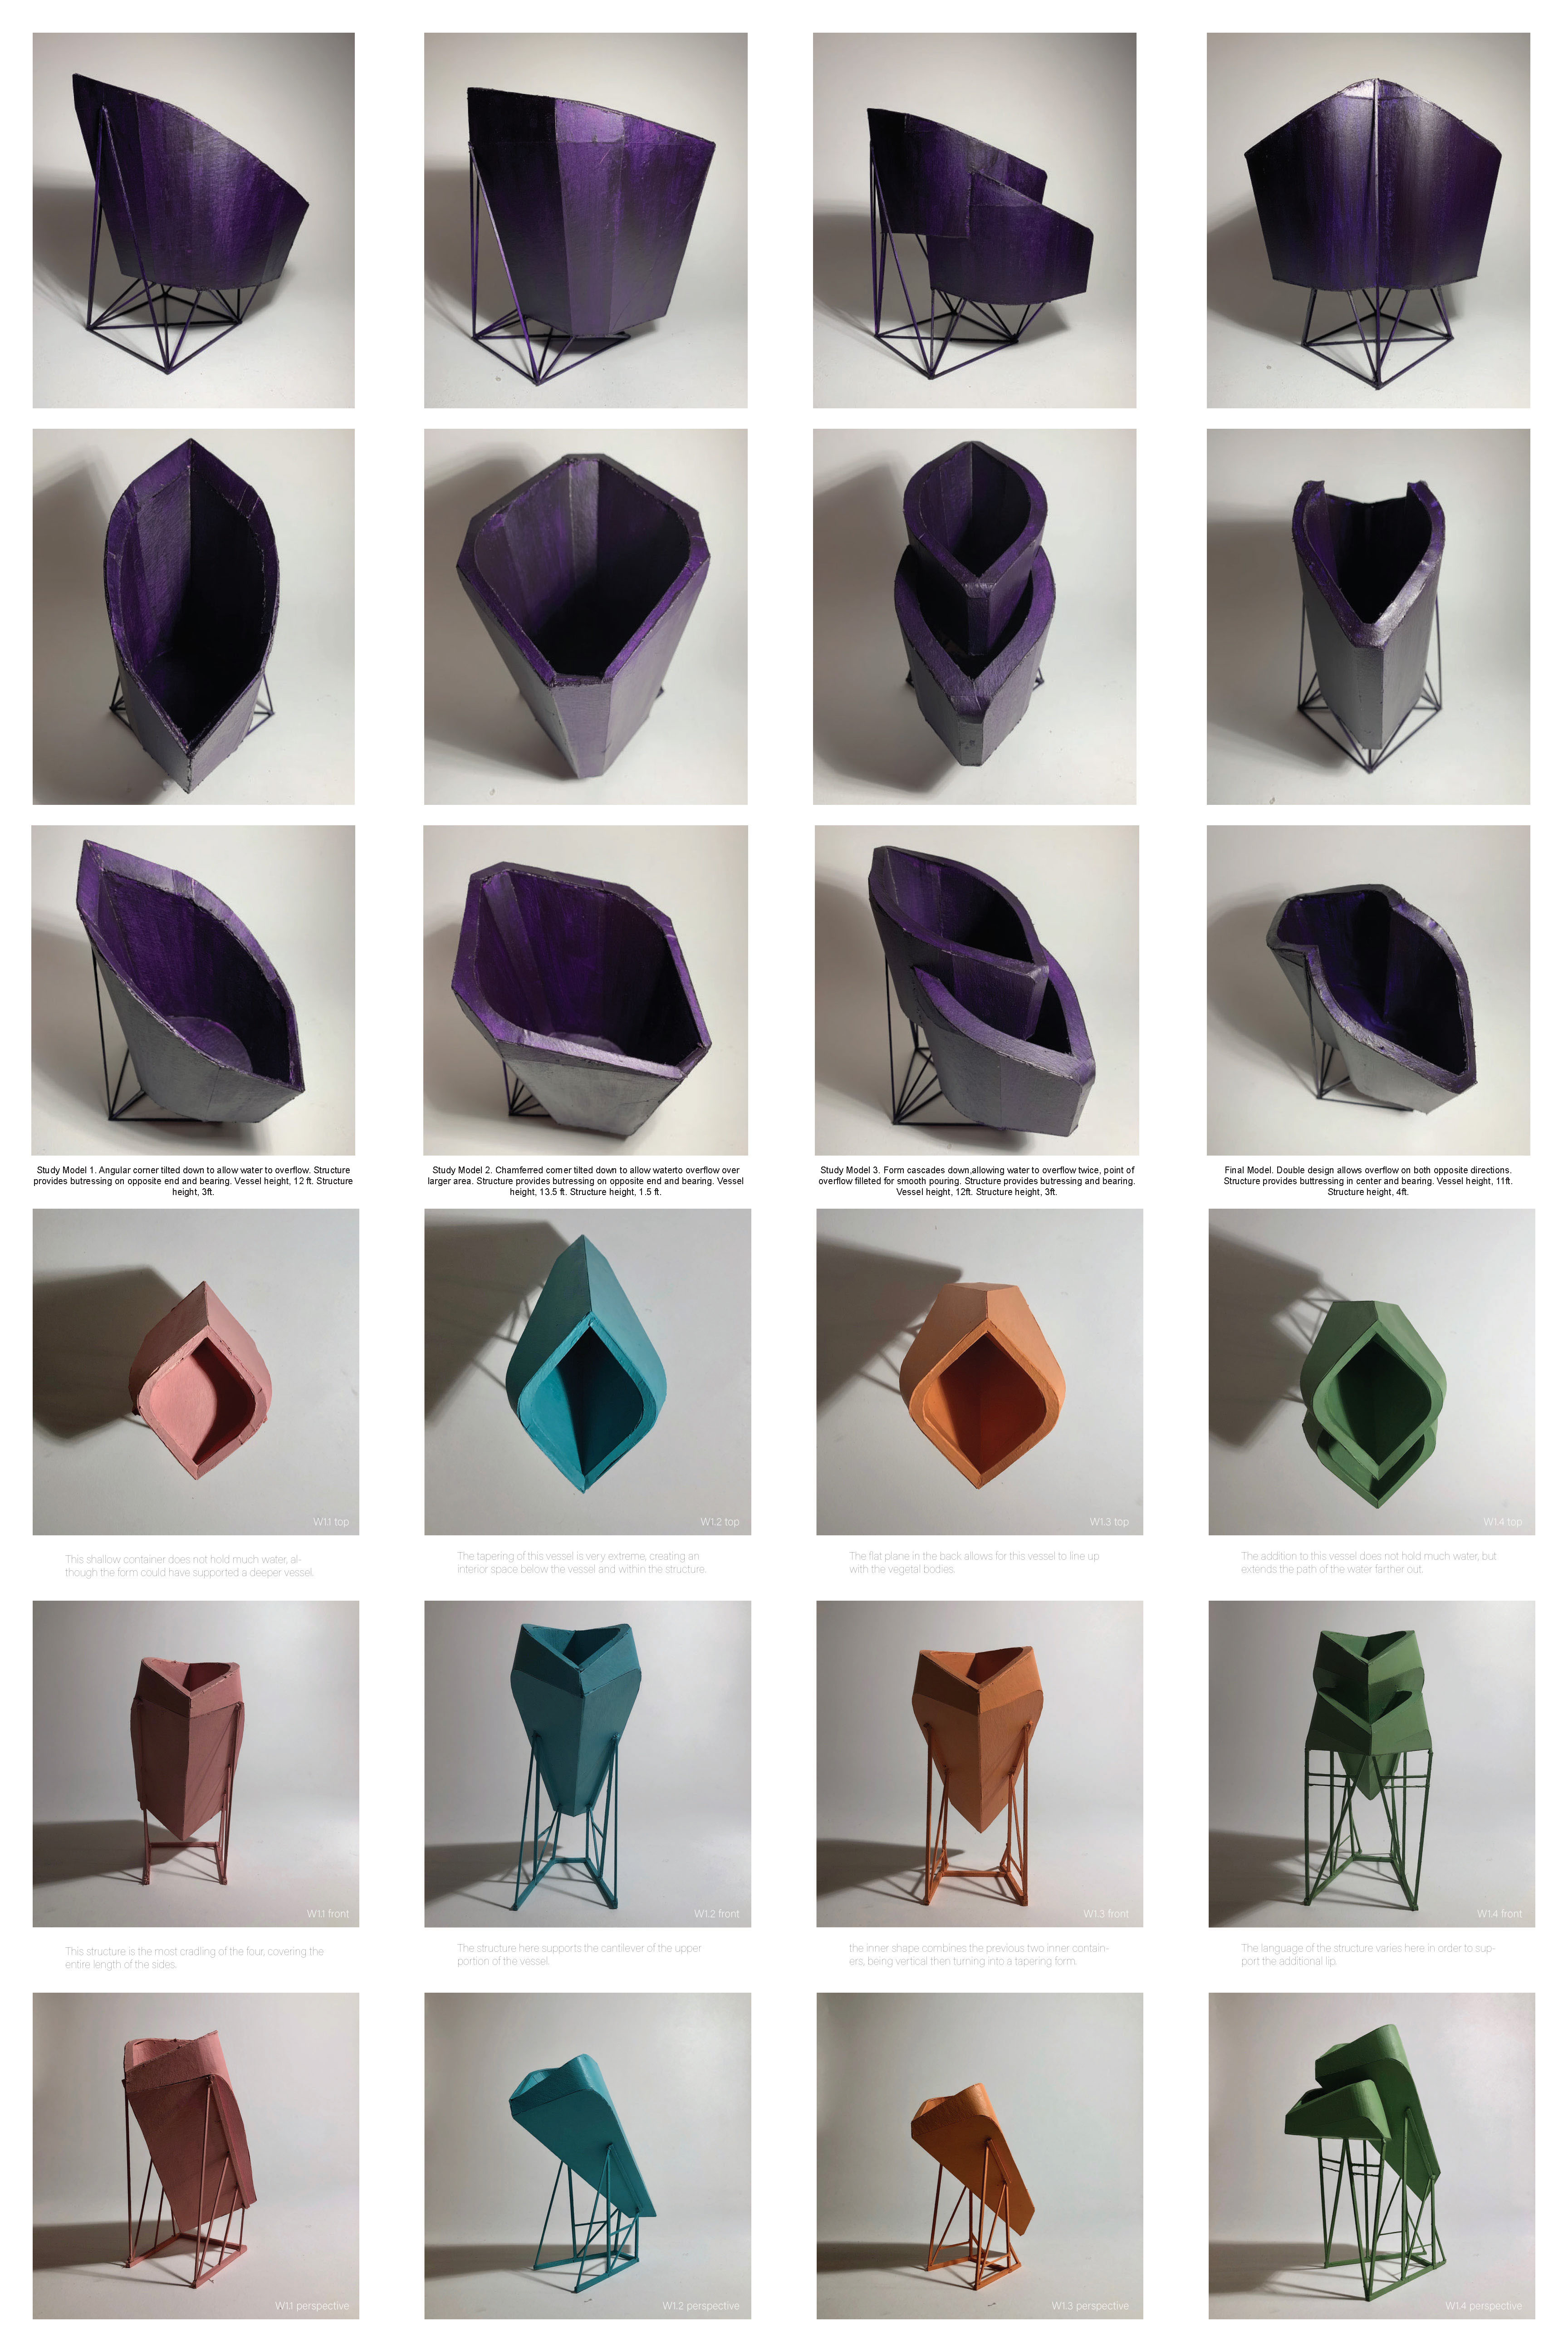 Study Model 1. Angular corner tilted down to allow water to overflow. Structure
provides butressing on opposite end and bearing. Vessel height, 12 ft. Structure
height, 3ft.
Study Model 2. Chamferred corner tilted down to allow waterto overflow over
larger area. Structure provides butressing on opposite end and bearing. Vessel
height, 13.5 ft. Structure height, 1.5 ft.
Study Model 3. Form cascades down,allowing water to overflow twice, point of
overflow filleted for smooth pouring. Structure provides butressing and bearing.
Vessel height, 12ft. Structure height, 3ft.
Final Model. Double design allows overflow on both opposite directions.
Structure provides buttressing in center and bearing. Vessel height, 11ft.
Structure height, 4ft.
W1.1 top
W1.2 top
W1.3 top
W1.4 top
This shallow container does not hold much water, al-
though the form could have supported a deeper vessel.
The tapering of this vessel is very extreme, creating an
interior space below the vessel and within the structure.
The flat plane in the back allows for this vessel to line up
with the vegetal bodies.
The addition to this vessel does not hold much water, but
extends the path of the water farther out.
W1.1 front
W1.2 front
W1.3 front
W1.4 front
This structure is the most cradling of the four, covering the
entire length of the sides.
The structure here supports the cantilever of the upper
portion of the vessel.
the inner shape combines the previous two inner contain-
ers, being vertical then turning into a tapering form.
The language of the structure varies here in order to sup-
port the additional lip.
W1.1 perspective
W1.2 perspective
W1.3 perspective
W1.4 perspective